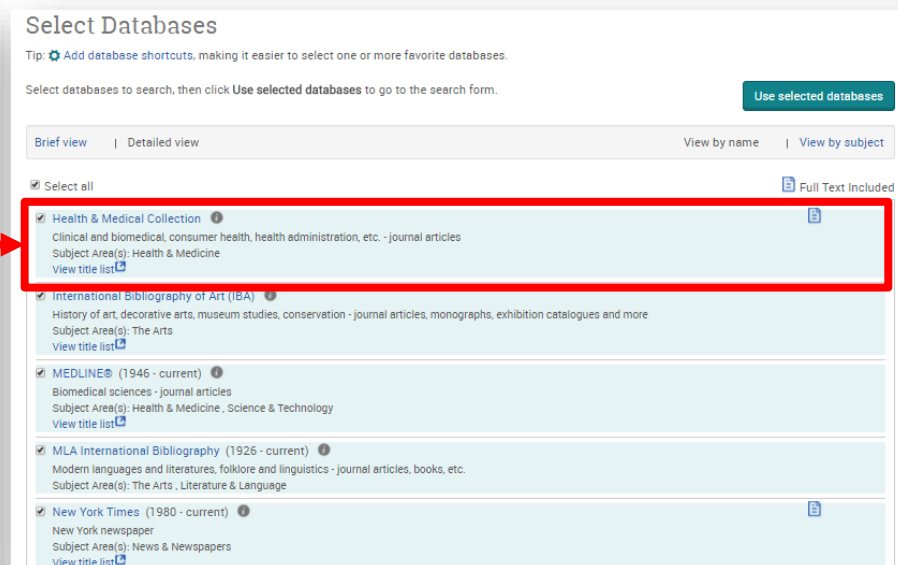 Select Databases
Tip: Add database shortcuts, making it easier to select one or more favorite databases.
Select databases to search, then click Use selected databases to go to the search form.
Use selected databases
Brief view | Detailed view View by name | View by subject
Select all Full Text Included
Health & Medical Collection
Clinical and biomedical, consumer health, health administration, etc. - journal articles
Subject Area(s): Health & Medicine
View title list
International Bibliography of Art (IBA)
History of art, decorative arts, museum studies, conservation - journal articles, monographs, exhibition catalogues and more
Subject Area(s): The Arts
View title list
MEDLINE® (1946 - current)
Biomedical sciences - journal articles
Subject Area(s): Health & Medicine , Science & Technology
View title list
MLA International Bibliography (1926 - current)
Modern languages and literatures, folklore and linguistics - journal articles, books, etc.
Subject Area(s): The Arts , Literature & Language
New York Times (1980 - current)
New York newspaper
Subject Area(s): News & Newspapers
View title list